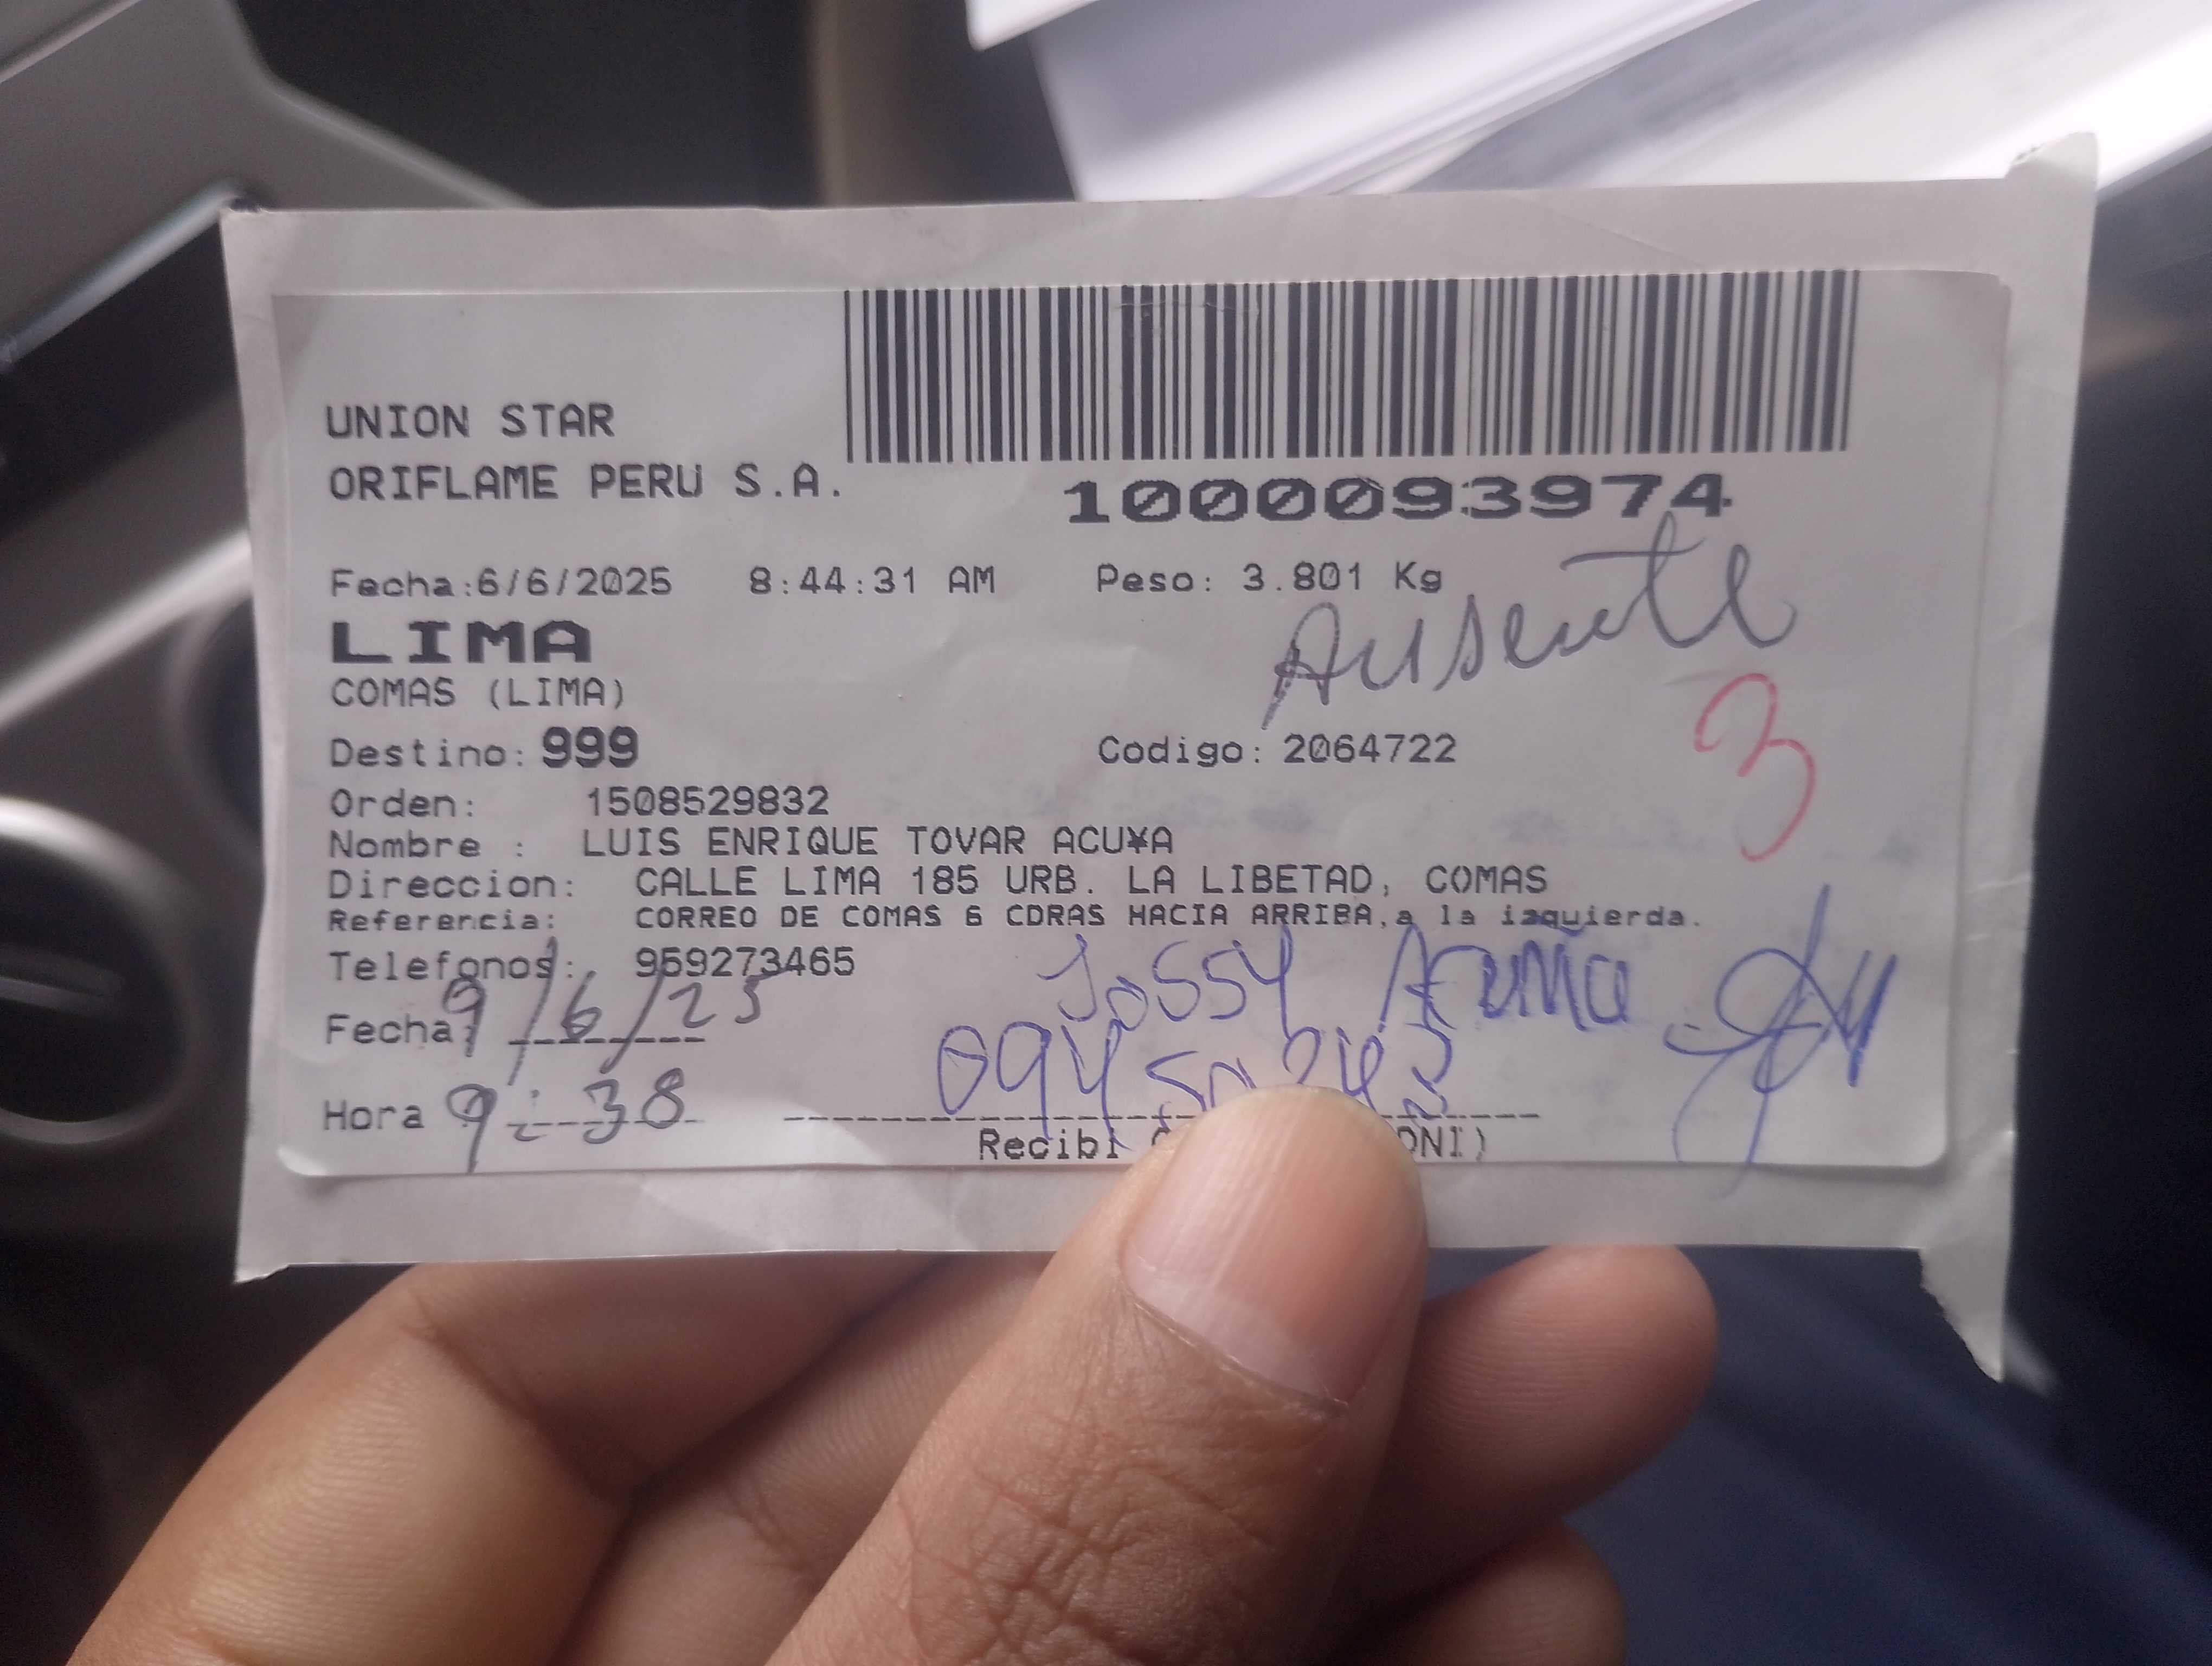 UNION STAR
ORIFLAME PERU S.A.
1000093974
Fecha:6/6/2025 8:44:31 AM Peso: 3.801 Kg
Ausente
LIMA
COMAS (LIMA)
3
Destino: 999 Codigo: 2064722
Orden: 1508529832
Nombre : LUIS ENRIQUE TOVAR ACU¥A
Direccion: CALLE LIMA 185 URB. LA LIBETAD, COMAS
Referencia: CORREO DE COMAS 6 CDRAS HACIA ARRIBA,a la izquierda.
Telefonos: 959273465
Jossy Acuña
Fecha: 9/6/25
Hora 9:38
Recibi DNI)